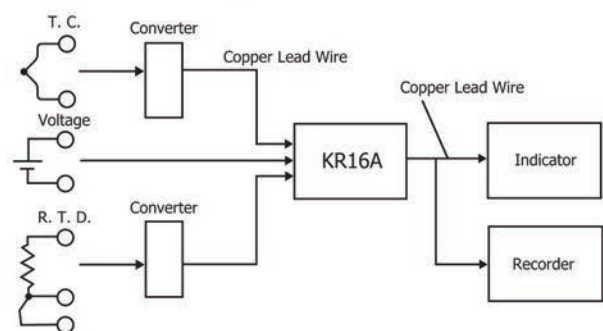 T. C.
Converter
Copper Lead Wire
Copper Lead Wire
Voltage
KR16A
Indicator
Converter
R. T. D.
Recorder